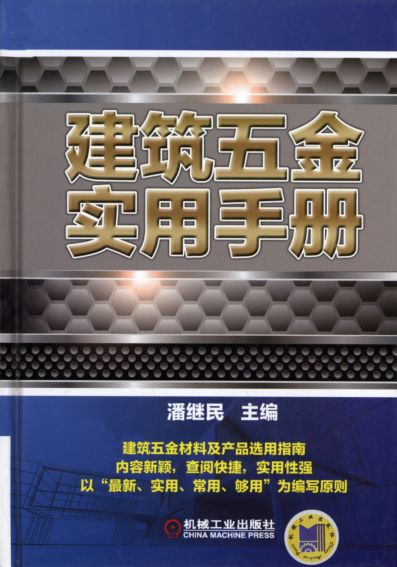 建筑五金
实用手册
潘继民 主编
建筑五金材料及产品选用指南
内容新颖，查阅快捷，实用性强
以“最新、实用、常用、够用”为编写原则
机械工业出版社
CHINA MACHINE PRESS